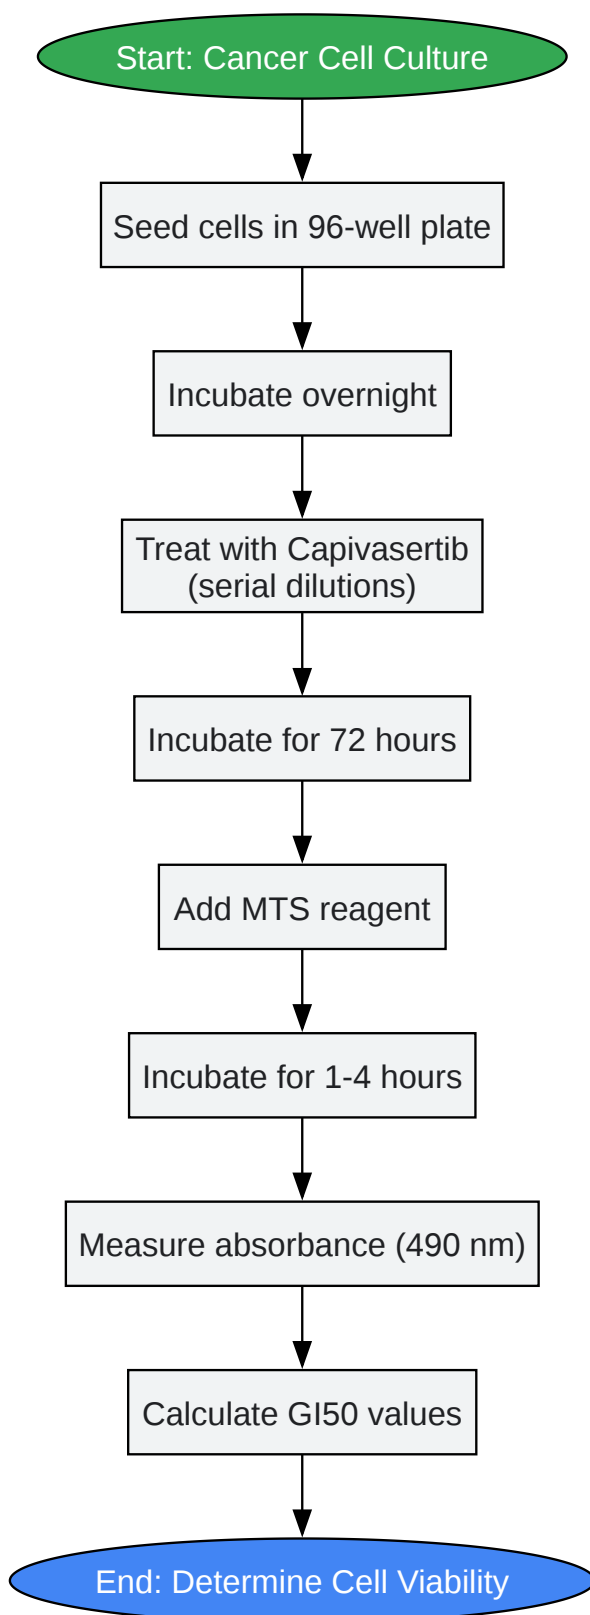 Start: Cancer Cell Culture
Seed cells in 96-well plate
Incubate overnight
Treat with Capivasertib
(serial dilutions)
Incubate for 72 hours
Add MTS reagent
Incubate for 1-4 hours
Measure absorbance (490 nm)
Calculate GI50 values
End: Determine Cell Viability